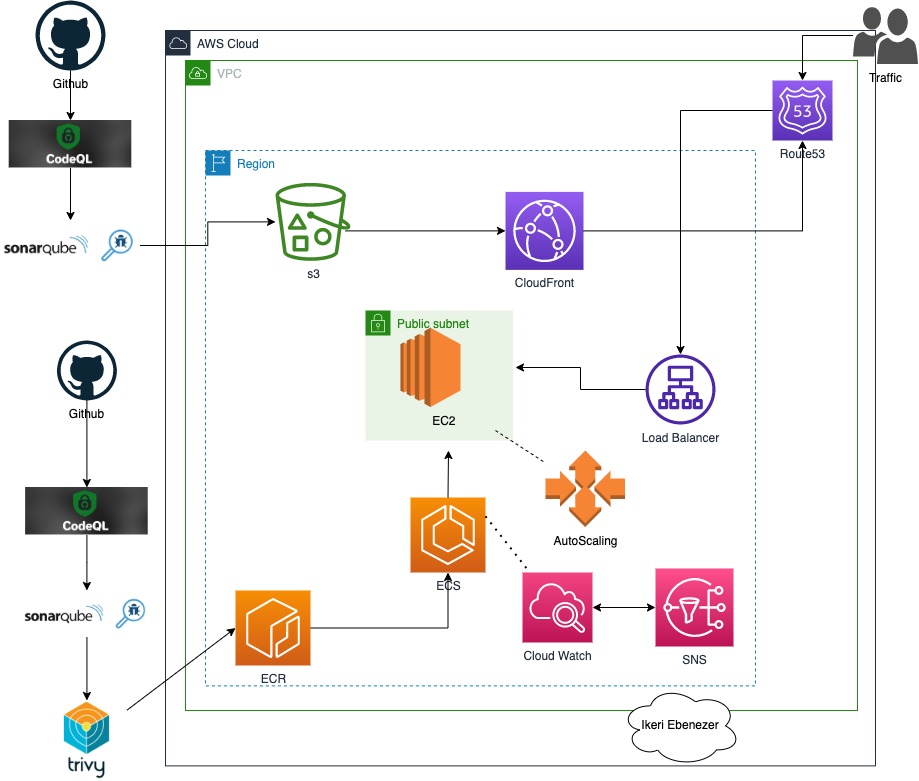 Github
CodeQL
sonarqube
AWS Cloud
VPC
Traffic
53
Route53
Region
s3
CloudFront
Public subnet
EC2
Load Balancer
Github
CodeQL
sonarqube
trivy
AutoScaling
ECS
ECR
Cloud Watch
SNS
Ikeri Ebenezer